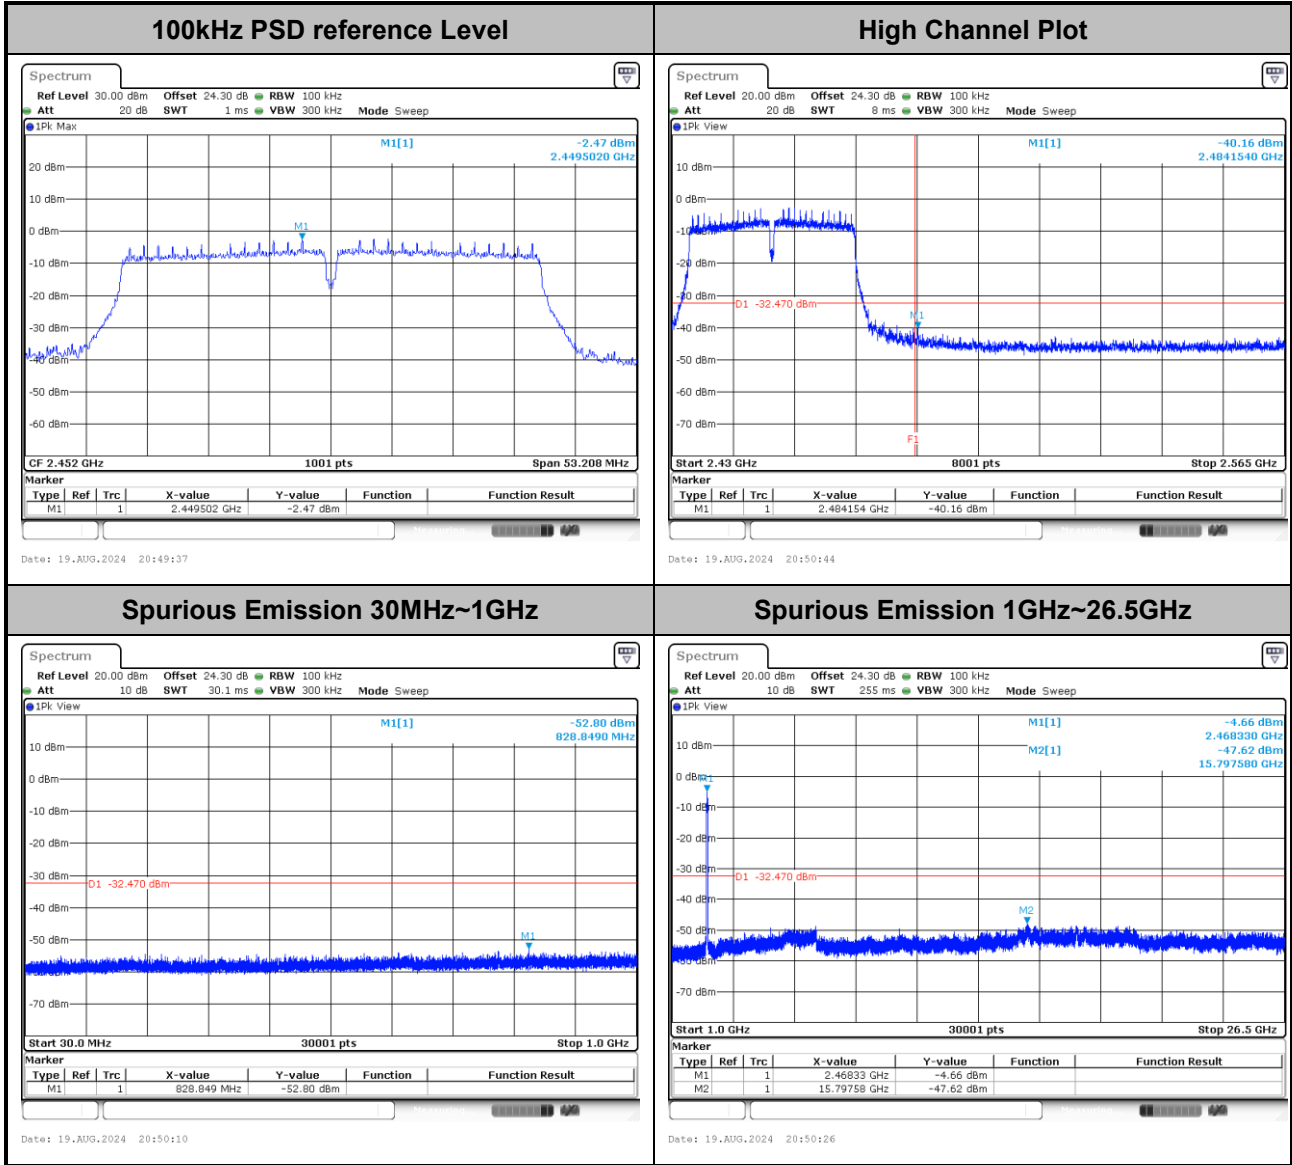 100kHz PSD reference Level
Spectrum
Ref Level 30.00 dBm Offset 24.30 dB RBW 100 kHz
Att 20 dB SWT 1 ms VBW 300 kHz Mode Sweep
1Pk Max
M1[1] -2.47 dBm
2.4495020 GHz
20 dBm
10 dBm
M1
0 dBm
-10 dBm
-20 dBm
-30 dBm
-40 dBm
-50 dBm
-60 dBm
CF 2.452 GHz 1001 pts Span 53.208 MHz
Marker
Type Ref Trc X-value Y-value Function Function Result
M1 1 2.449502 GHz -2.47 dBm
Date: 19.AUG.2024 20:49:37
High Channel Plot
Spectrum
Ref Level 20.00 dBm Offset 24.30 dB RBW 100 kHz
Att 20 dB SWT 8 ms VBW 300 kHz Mode Sweep
1Pk View
M1[1] -40.16 dBm
2.4841540 GHz
10 dBm
0 dBm
-10 dBm
-20 dBm
-30 dBm
D1 -32.470 dBm
M1
-40 dBm
-50 dBm
-60 dBm
-70 dBm
F1
Start 2.43 GHz 8001 pts Stop 2.565 GHz
Marker
Type Ref Trc X-value Y-value Function Function Result
M1 1 2.484154 GHz -40.16 dBm
Measuring
Date: 19.AUG.2024 20:50:44
Spurious Emission 30MHz~1GHz
Spectrum
Ref Level 20.00 dBm Offset 24.30 dB RBW 100 kHz
Att 10 dB SWT 30.1 ms VBW 300 kHz Mode Sweep
1Pk View
M1[1] -52.80 dBm
828.8490 MHz
10 dBm
0 dBm
-10 dBm
-20 dBm
-30 dBm
D1 -32.470 dBm
-40 dBm
M1
-50 dBm
-70 dBm
Start 30.0 MHz 30001 pts Stop 1.0 GHz
Marker
Type Ref Trc X-value Y-value Function Function Result
M1 1 828.849 MHz -52.80 dBm
Date: 19.AUG.2024 20:50:10
Spurious Emission 1GHz~26.5GHz
Spectrum
Ref Level 20.00 dBm Offset 24.30 dB RBW 100 kHz
Att 10 dB SWT 255 ms VBW 300 kHz Mode Sweep
1Pk View
M1[1] -4.66 dBm
2.468330 GHz
10 dBm
M2[1] -47.62 dBm
15.797580 GHz
0 dBm
M1
-10 dBm
-20 dBm
-30 dBm
D1 -32.470 dBm
-40 dBm
M2
-50 dBm
-60 dBm
-70 dBm
Start 1.0 GHz 30001 pts Stop 26.5 GHz
Marker
Type Ref Trc X-value Y-value Function Function Result
M1 1 2.46833 GHz -4.66 dBm
M2 1 15.79758 GHz -47.62 dBm
Date: 19.AUG.2024 20:50:26